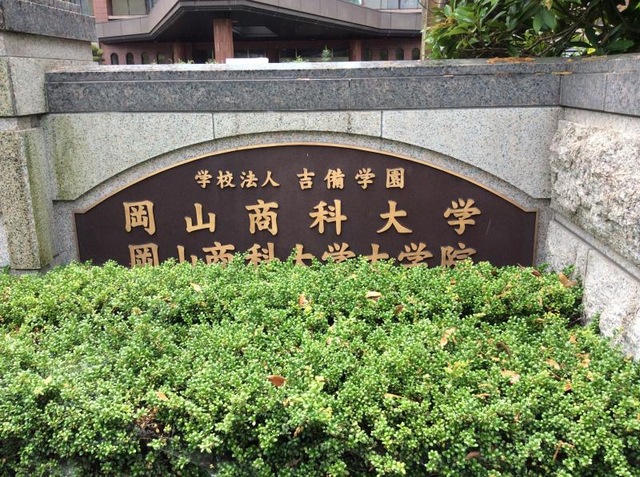 学校法人 吉備学園
岡山商科大学
岡山商科大学大学院